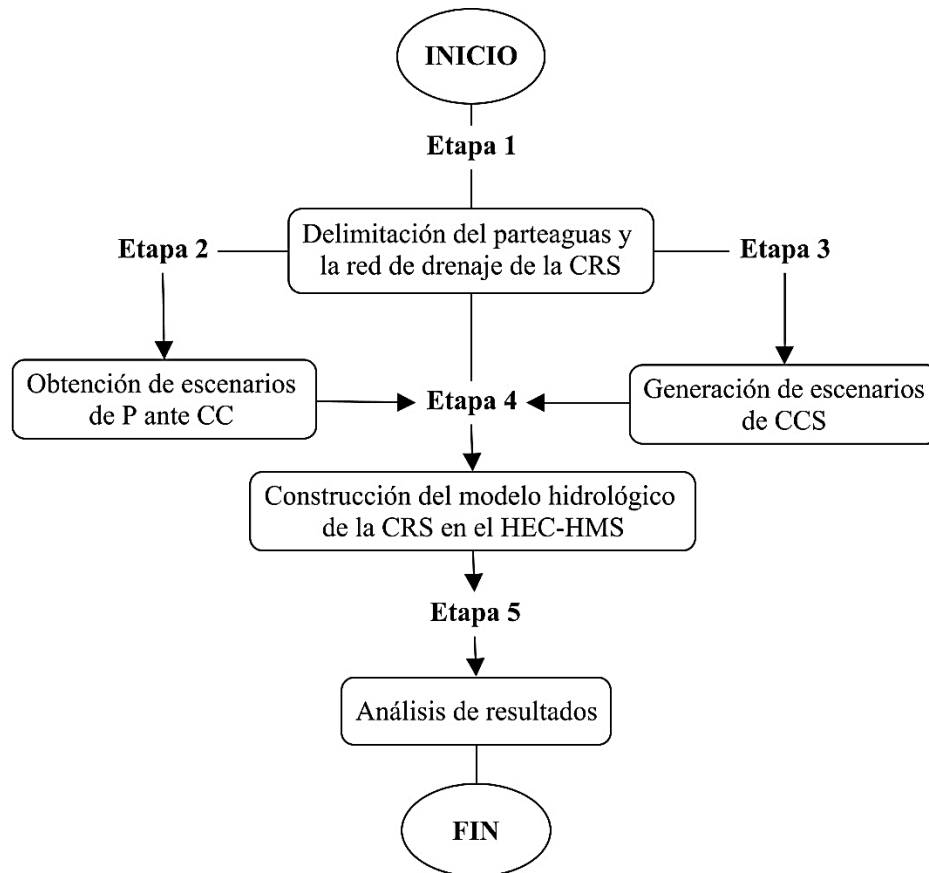 INICIO
Etapa 1
Delimitación del parteaguas y
la red de drenaje de la CRS
Etapa 2
Etapa 3
Obtención de escenarios
de P ante CC
Etapa 4
Generación de escenarios
de CCS
Construcción del modelo hidrológico
de la CRS en el HEC-HMS
Etapa 5
Análisis de resultados
FIN